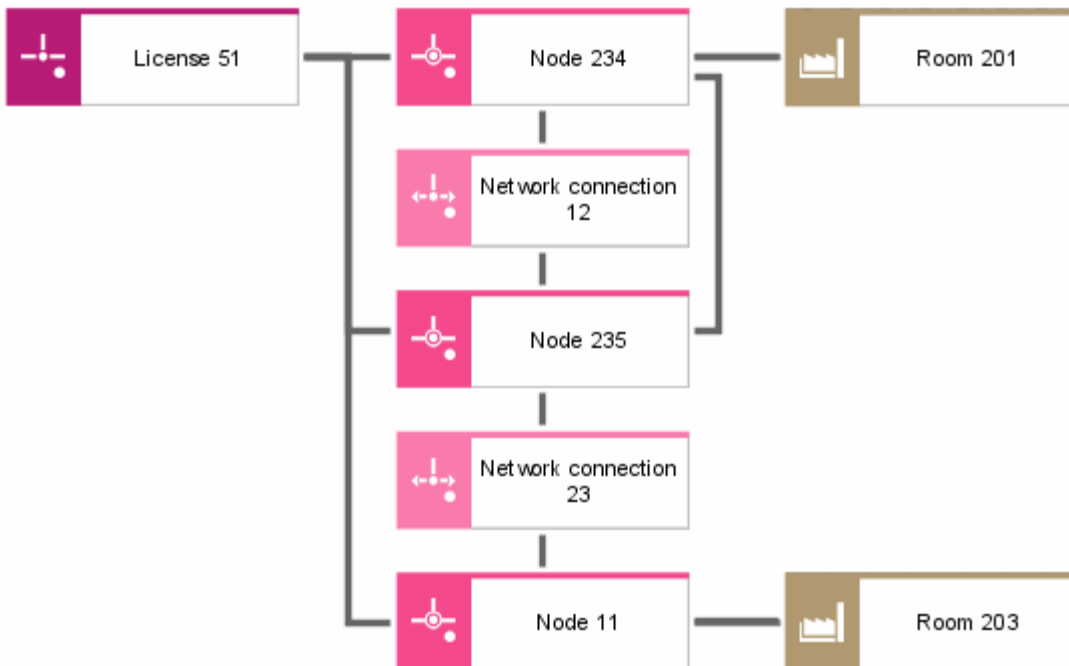 License 51
Node 234
Room 201
Network connection
12
Node 235
Network connection
23
Node 11
Room 203